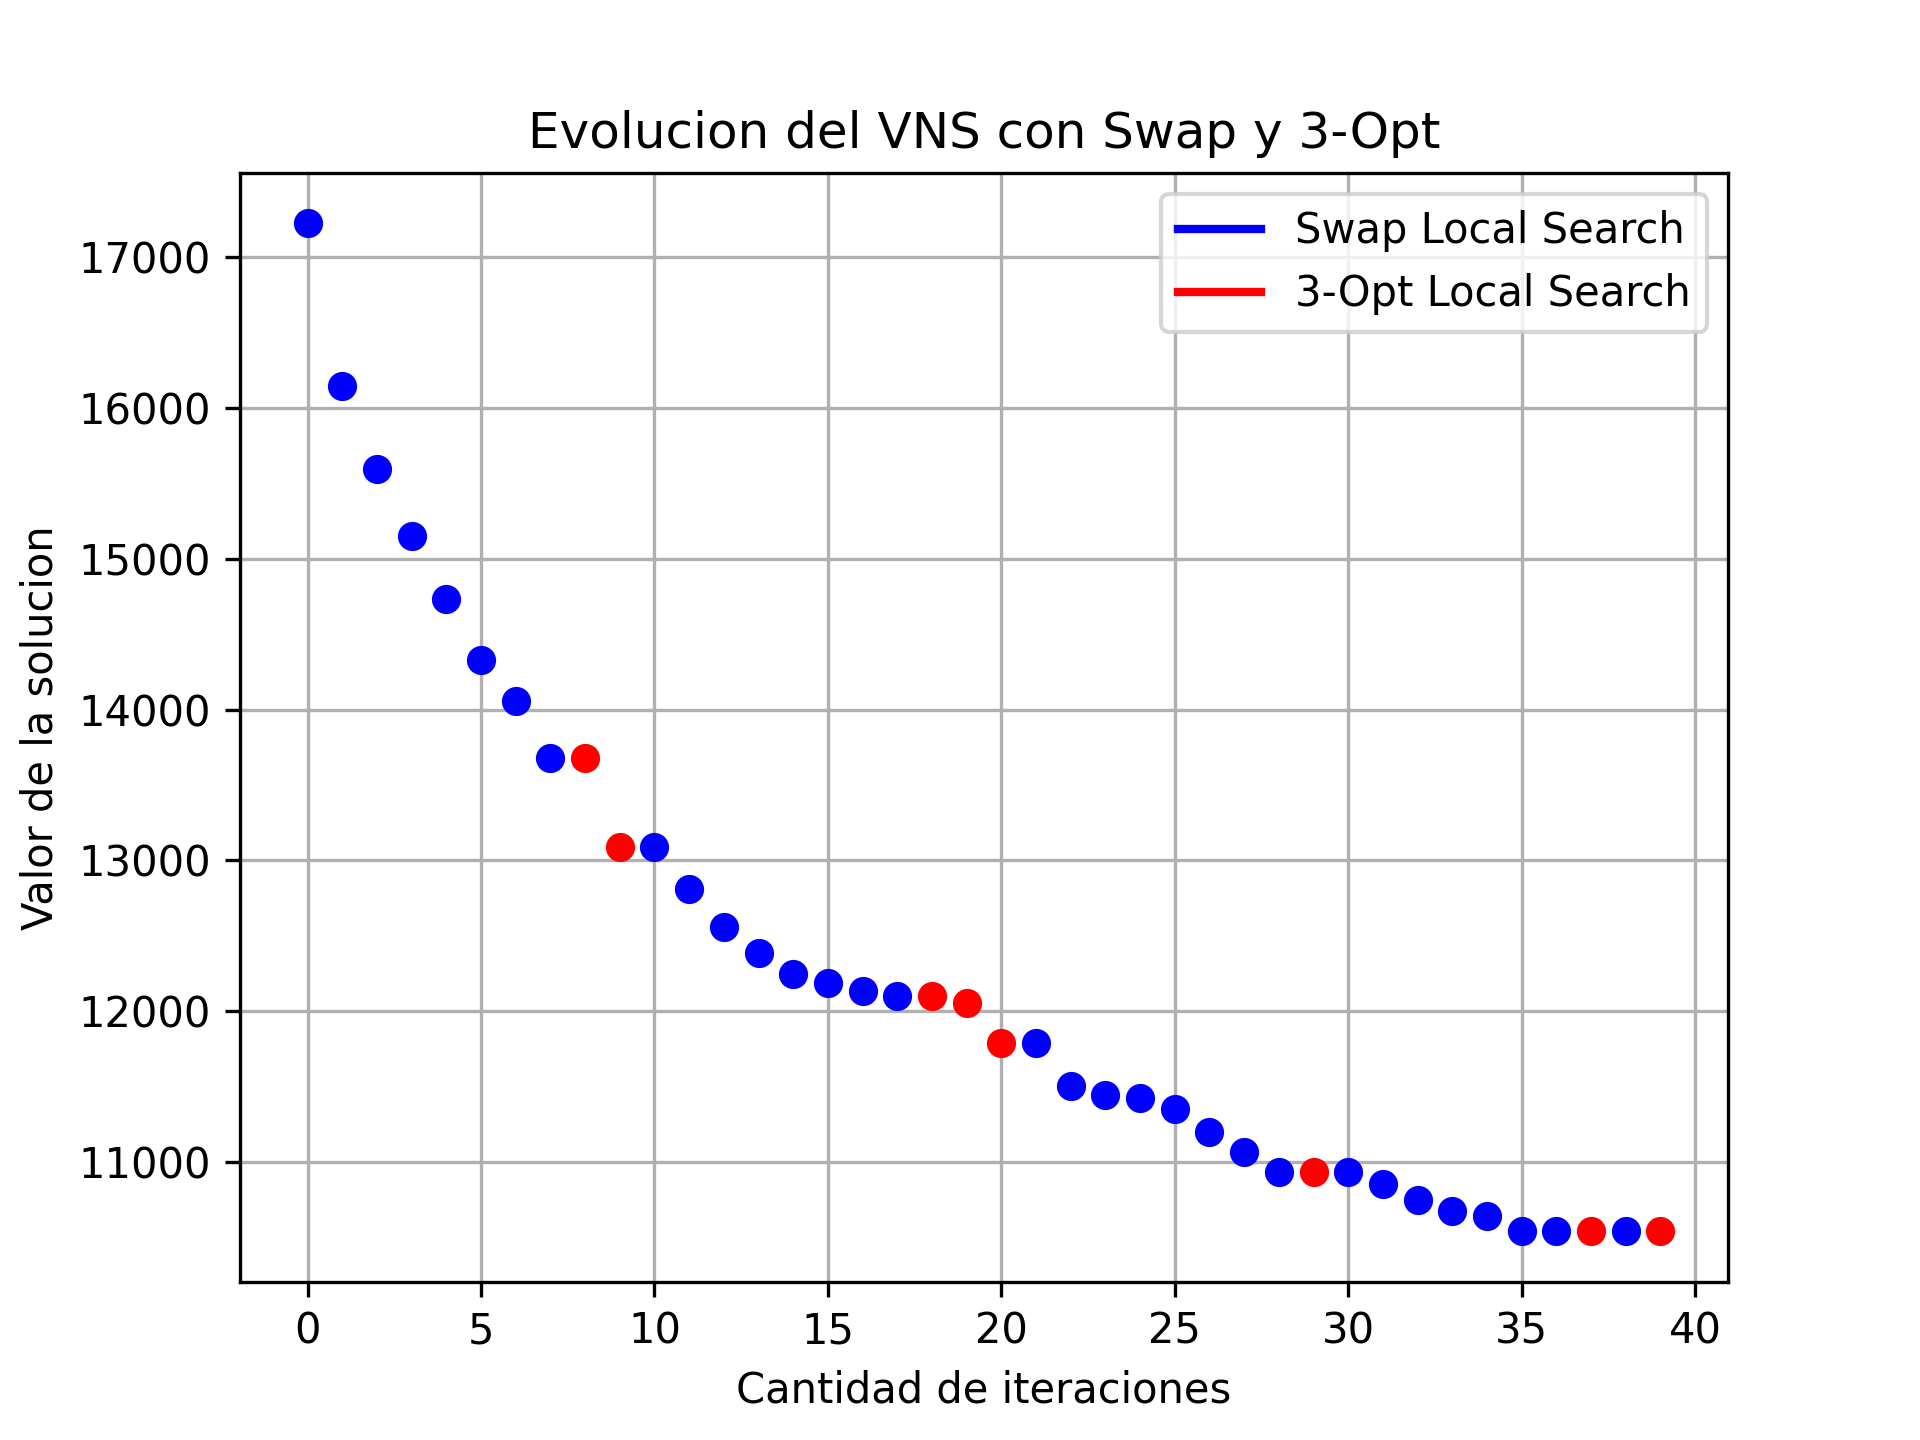 Evolucion del VNS con Swap y 3-Opt
Swap Local Search
3-Opt Local Search
Valor de la solucion
17000
16000
15000
14000
13000
12000
11000
0 5 10 15 20 25 30 35 40
Cantidad de iteraciones